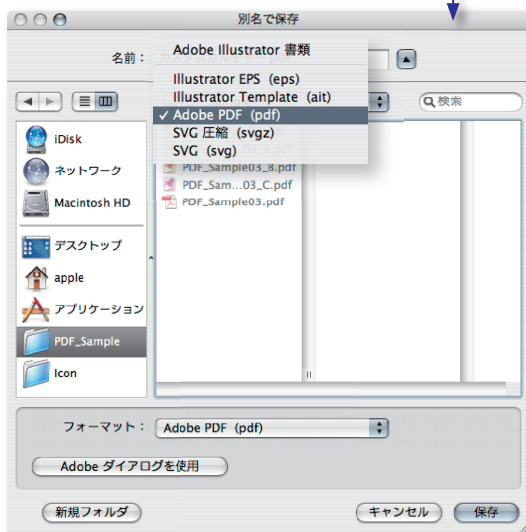 別名で保存
名前：
Adobe Illustrator 書類
Illustrator EPS (eps)
Illustrator Template (ait)
✓ Adobe PDF (pdf)
SVG 圧縮 (svgz)
SVG (svg)
検索
iDisk
ネットワーク
Macintosh HD
デスクトップ
apple
アプリケーション
PDF_Sample
Icon
PDF_Sample03_B.pdf
PDF_Sam...03_C.pdf
PDF_Sample03.pdf
フォーマット： Adobe PDF (pdf)
Adobe ダイアログを使用
新規フォルダ
キャンセル
保存